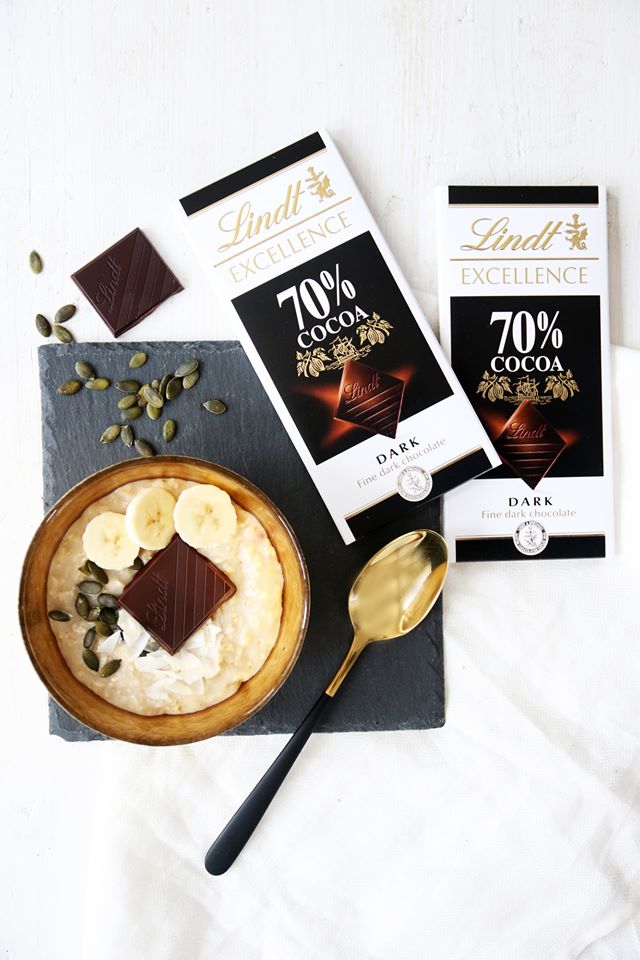 Lindt
EXCELLENCE
70%
COCOA
Lindt
DARK
Fine dark chocolate
Lindt
EXCELLENCE
70%
COCOA
Lindt
DARK
Fine dark chocolate
Lindt
Lindt